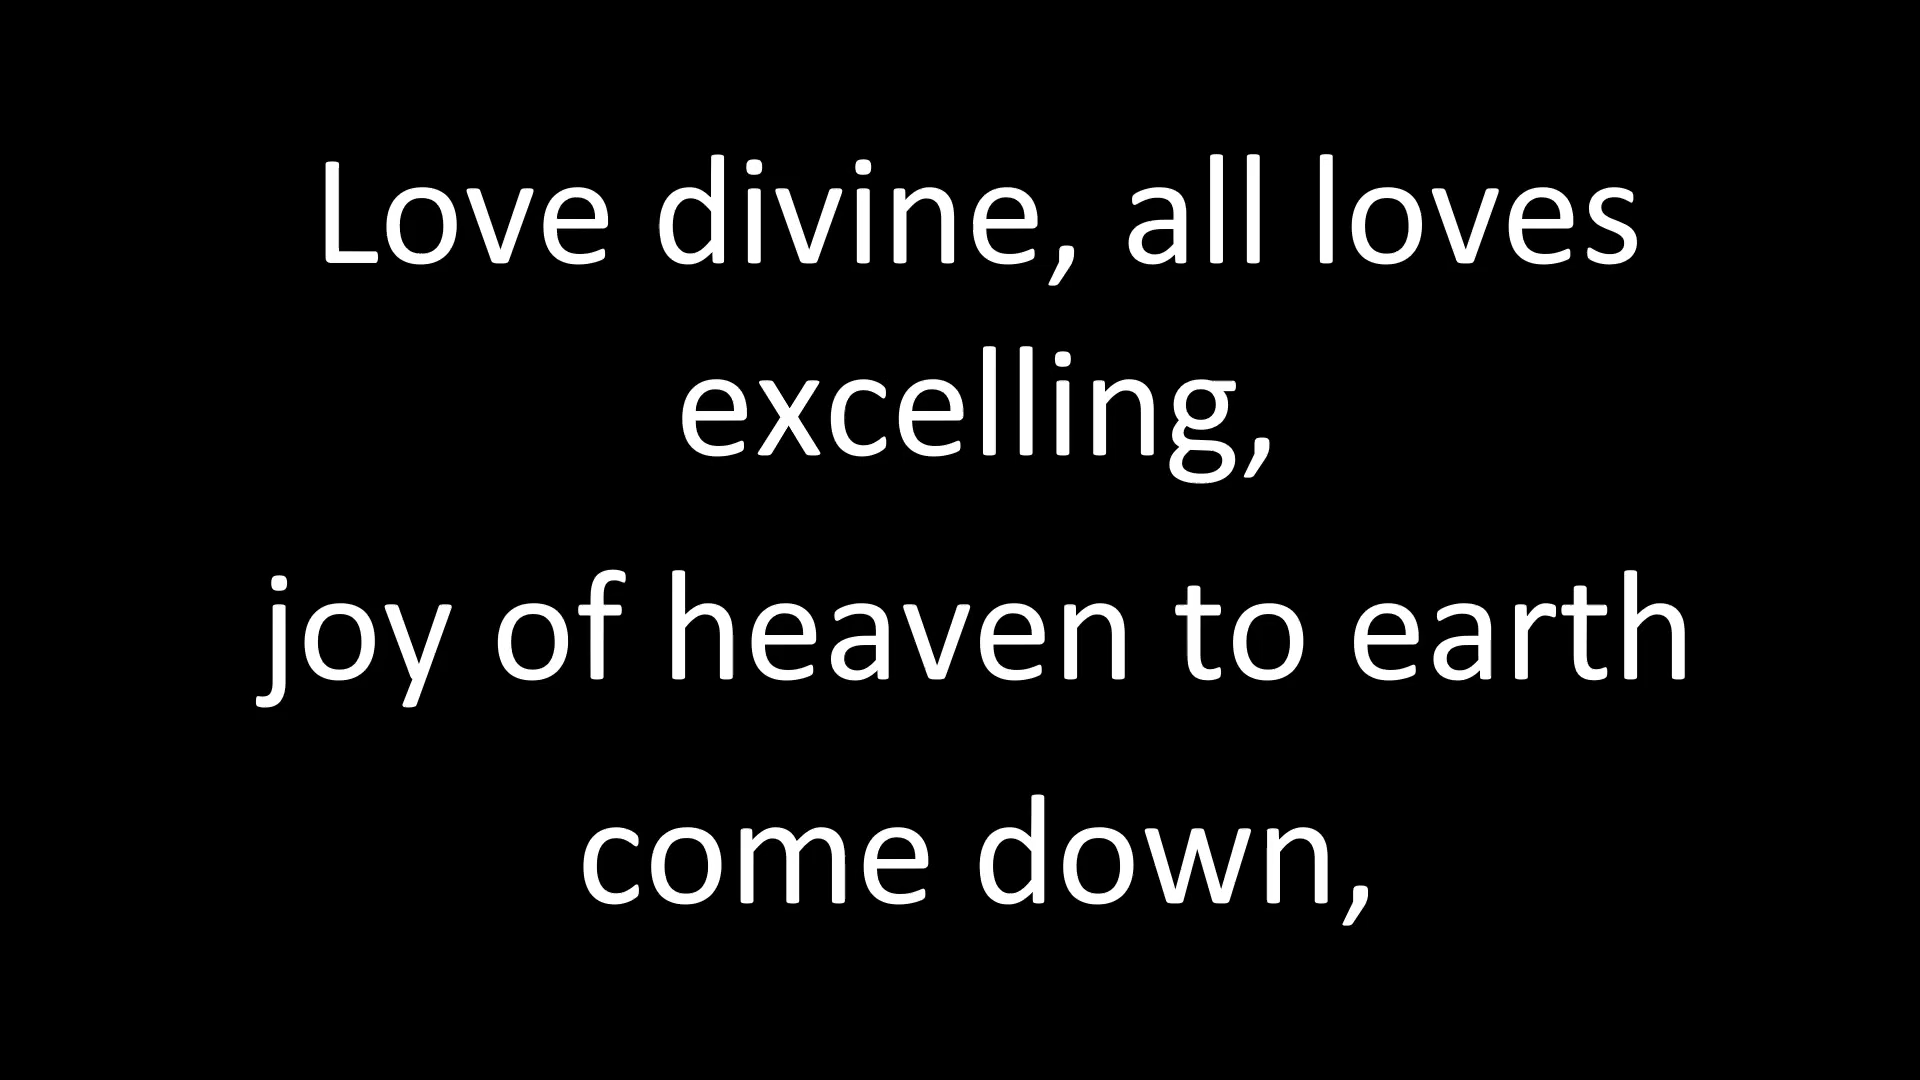 Love divine, all loves
excelling,
joy of heaven to earth
come down,